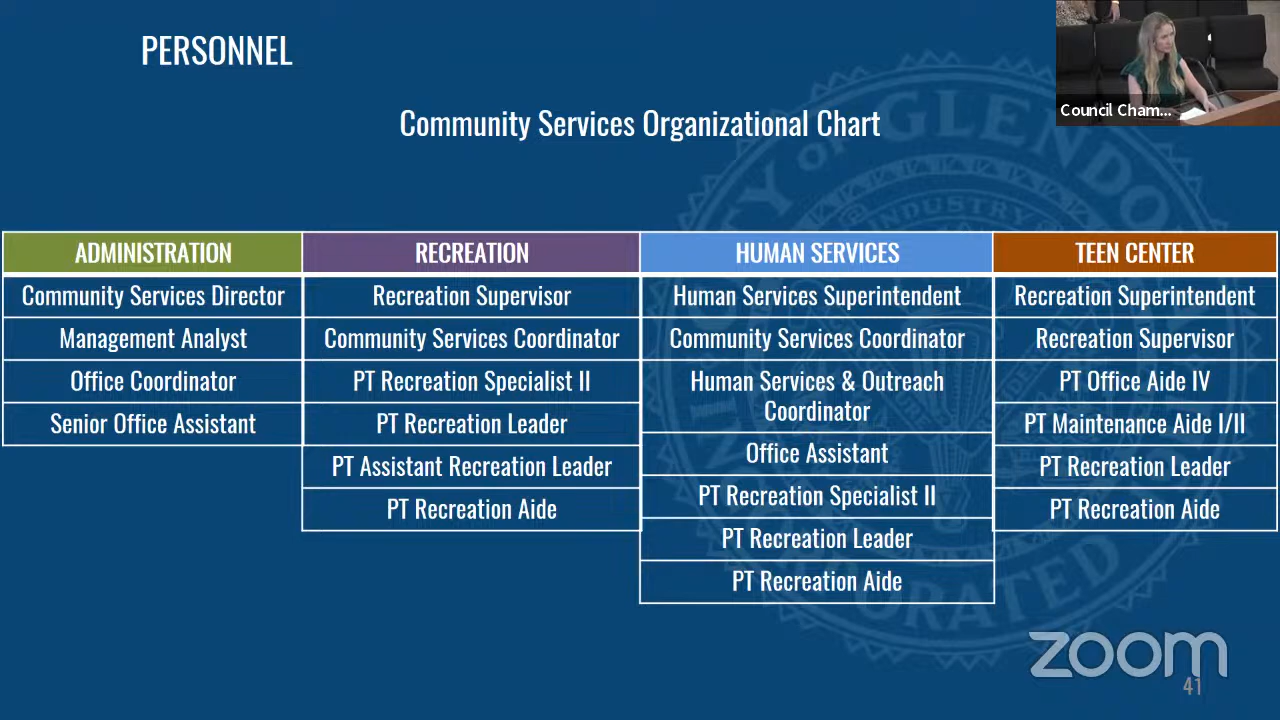 PERSONNEL
Council Cham...
Community Services Organizational Chart
CITY OF GLENDORA
INDUSTRY
ADMINISTRATION
RECREATION
HUMAN SERVICES
TEEN CENTER
Community Services Director
Recreation Supervisor
Human Services Superintendent
Recreation Superintendent
Management Analyst
Community Services Coordinator
Community Services Coordinator
Recreation Supervisor
Office Coordinator
PT Recreation Specialist II
Human Services & Outreach
Coordinator
PT Office Aide IV
Senior Office Assistant
PT Recreation Leader
Office Assistant
PT Maintenance Aide I/II
PT Assistant Recreation Leader
PT Recreation Specialist II
PT Recreation Leader
PT Recreation Aide
PT Recreation Leader
PT Recreation Aide
PT Recreation Aide
zoom
41